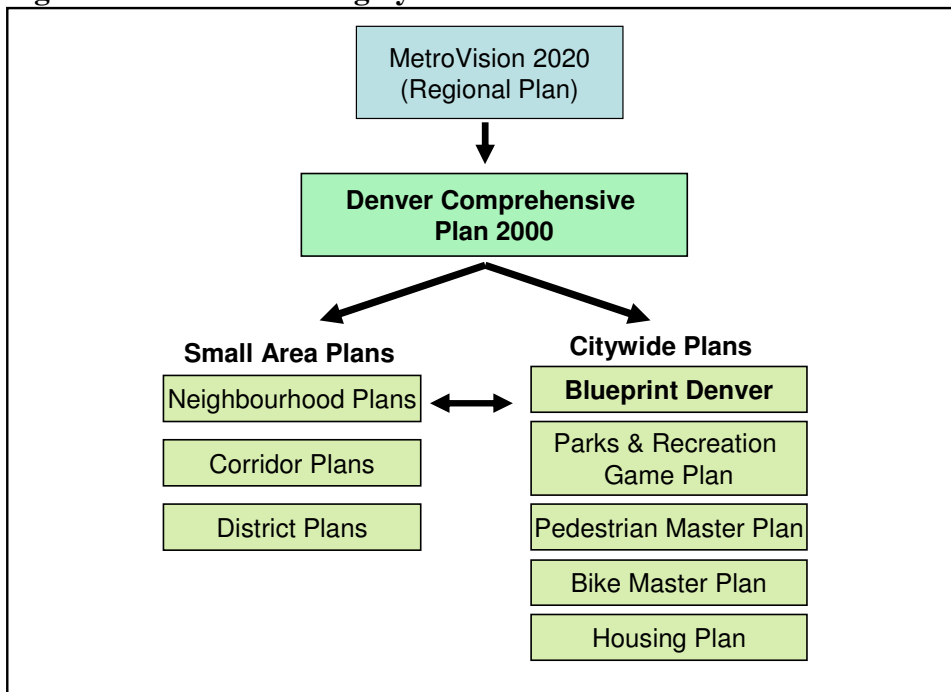 MetroVision 2020
(Regional Plan)
Denver Comprehensive
Plan 2000
Small Area Plans
Neighbourhood Plans
Corridor Plans
District Plans
Citywide Plans
Blueprint Denver
Parks & Recreation
Game Plan
Pedestrian Master Plan
Bike Master Plan
Housing Plan